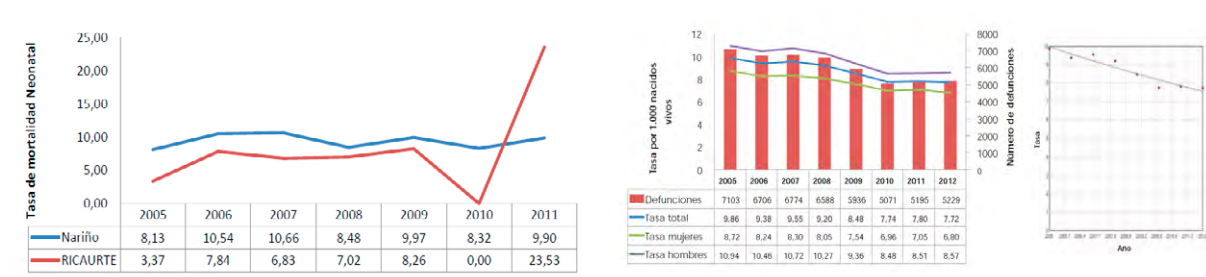 Tasa de mortalidad Neonatal
25,00
20,00
15,00
10,00
5,00
0,00
2005 2006 2007 2008 2009 2010 2011
Nariño 8,13 10,54 10,66 8,48 9,97 8,32 9,90
RICAURTE 3,37 7,84 6,83 7,02 8,26 0,00 23,53
Tasa por 1.000 nacidos
vivos
12
10
8
6
4
2
0
8000
7000
6000
5000
4000
3000
2000
1000
0
Número de defunciones
2005 2006 2007 2008 2009 2010 2011 2012
Defunciones 7103 6706 6774 6588 5936 5071 5195 5229
Tasa total 9.86 9.38 9.55 9.20 8.48 7.74 7.80 7.72
Tasa mujeres 8.72 8.24 8.30 8.05 7.54 6.96 7.05 6.80
Tasa hombres 10.94 10.46 10.72 10.27 9.36 8.48 8.51 8.57
Tasa
Ano